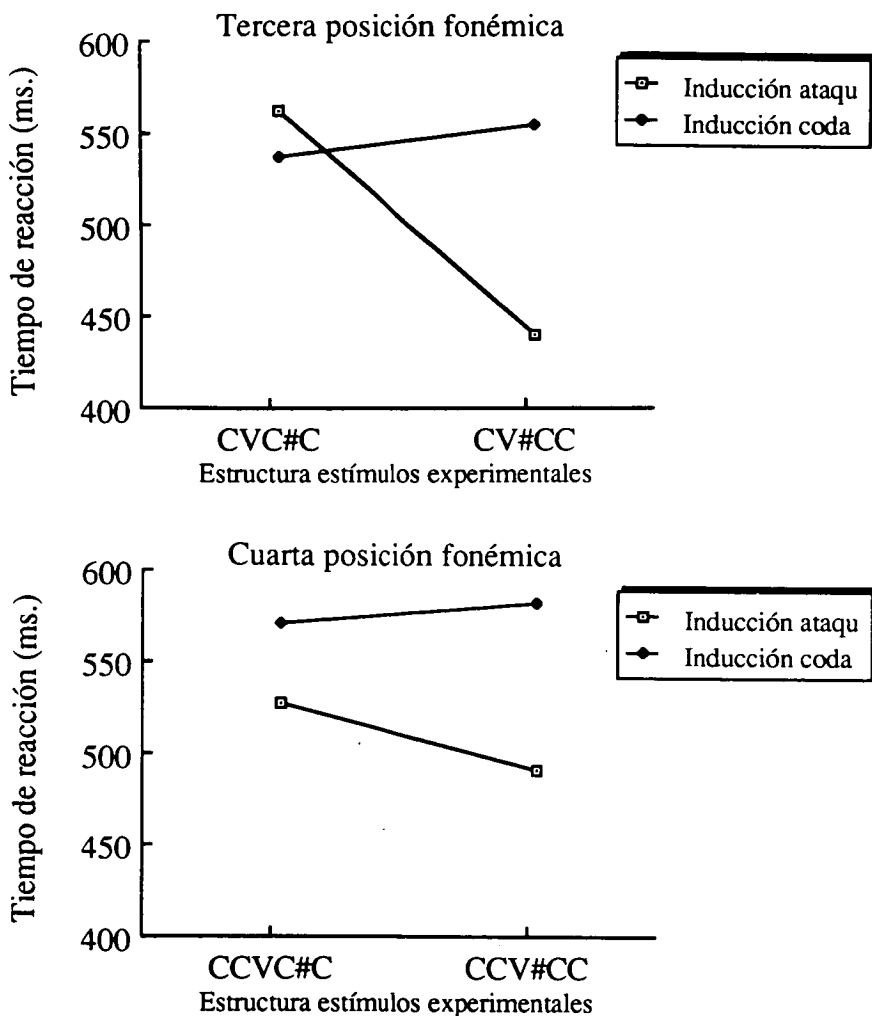 Tercera posición fonémica
Tiempo de reacción (ms.)
600
550
500
450
400
CVC#C CV#CC
Estructura estímulos experimentales
Inducción ataqu
Inducción coda
Cuarta posición fonémica
Tiempo de reacción (ms.)
600
550
500
450
400
CCVC#C CCV#CC
Estructura estímulos experimentales
Inducción ataqu
Inducción coda